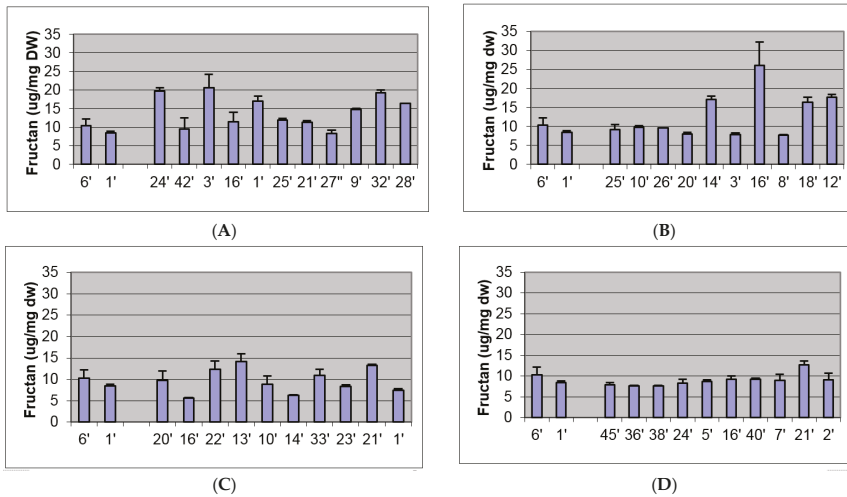 Fructan (ug/mg DW)
35
30
25
20
15
10
5
0
6' 1' 24' 42' 3' 16' 1' 25' 21' 27" 9' 32' 28'
(A)
Fructan (ug/mg dw)
35
30
25
20
15
10
5
0
6' 1' 25' 10' 26' 20' 14' 3' 16' 8' 18' 12'
(B)
Fructan (ug/mg dw)
35
30
25
20
15
10
5
0
6' 1' 20' 16' 22' 13' 10' 14' 33' 23' 21' 1'
(C)
Fructan (ug/mg dw)
35
30
25
20
15
10
5
0
6' 1' 45' 36' 38' 24' 5' 16' 40' 7' 21' 2'
(D)